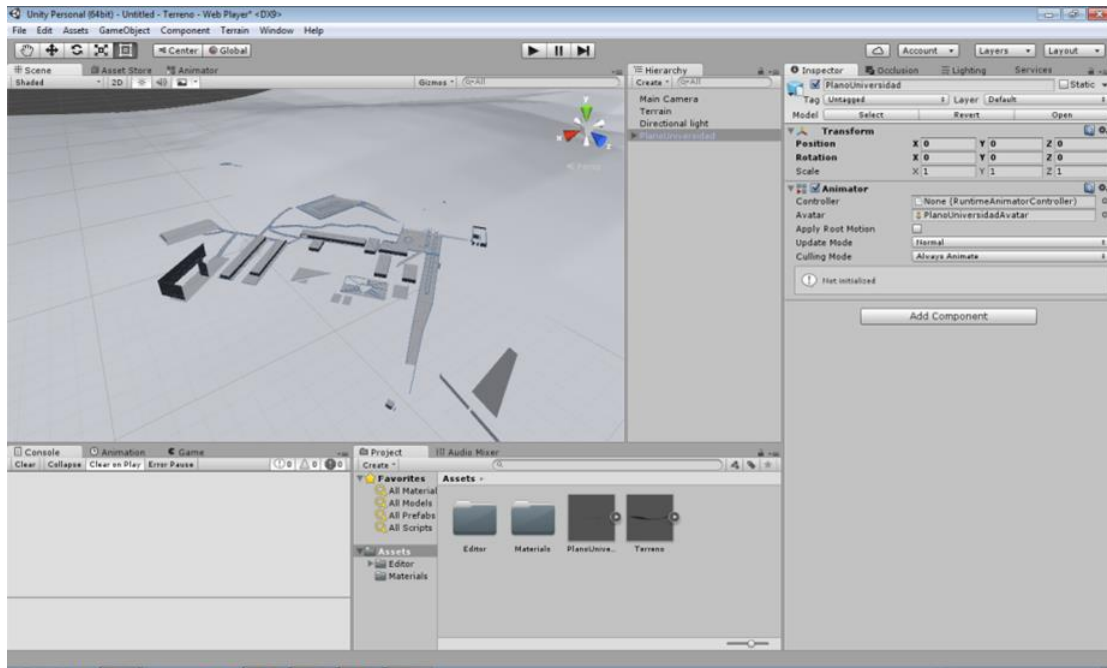 Unity Personal (64bit) - Untitled - Terreno - Web Player* <DX9>
File Edit Assets GameObject Component Terrain Window Help
Center Global
Account Layers Layout
Scene Asset Store Animator
Shaded 2D Gizmos All
Persp
Hierarchy
Create All
Main Camera
Terrain
Directional light
PlanoUniversidad
Inspector Occlusion Lighting Services
PlanoUniversidad Static
Tag Untagged Layer Default
Model Select Revert Open
Transform
Position X 0 Y 0 Z 0
Rotation X 0 Y 0 Z 0
Scale X 1 Y 1 Z 1
Animator
Controller None (RuntimeAnimatorController)
Avatar PlanoUniversidadAvatar
Apply Root Motion
Update Mode Normal
Culling Mode Always Animate
Not initialized
Add Component
Console Animation Game
Clear Collapse Clear on Play Error Pause 0 0 0
Project Audio Mixer
Create
Favorites
All Material
All Models
All Prefabs
All Scripts
Assets
Editor
Materials
Assets
Editor Materials PlanoUnive... Terreno